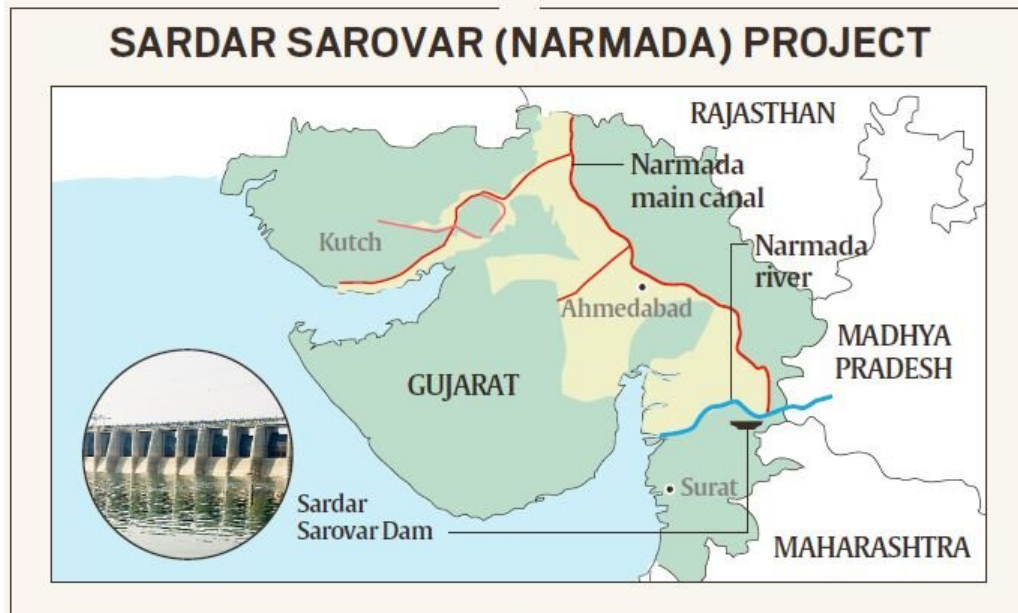 SARDAR SAROVAR (NARMADA) PROJECT
RAJASTHAN
Narmada
main canal
Kutch
Narmada
river
Ahmedabad
MADHYA
PRADESH
GUJARAT
Surat
Sardar
Sarovar Dam
MAHARASHTRA